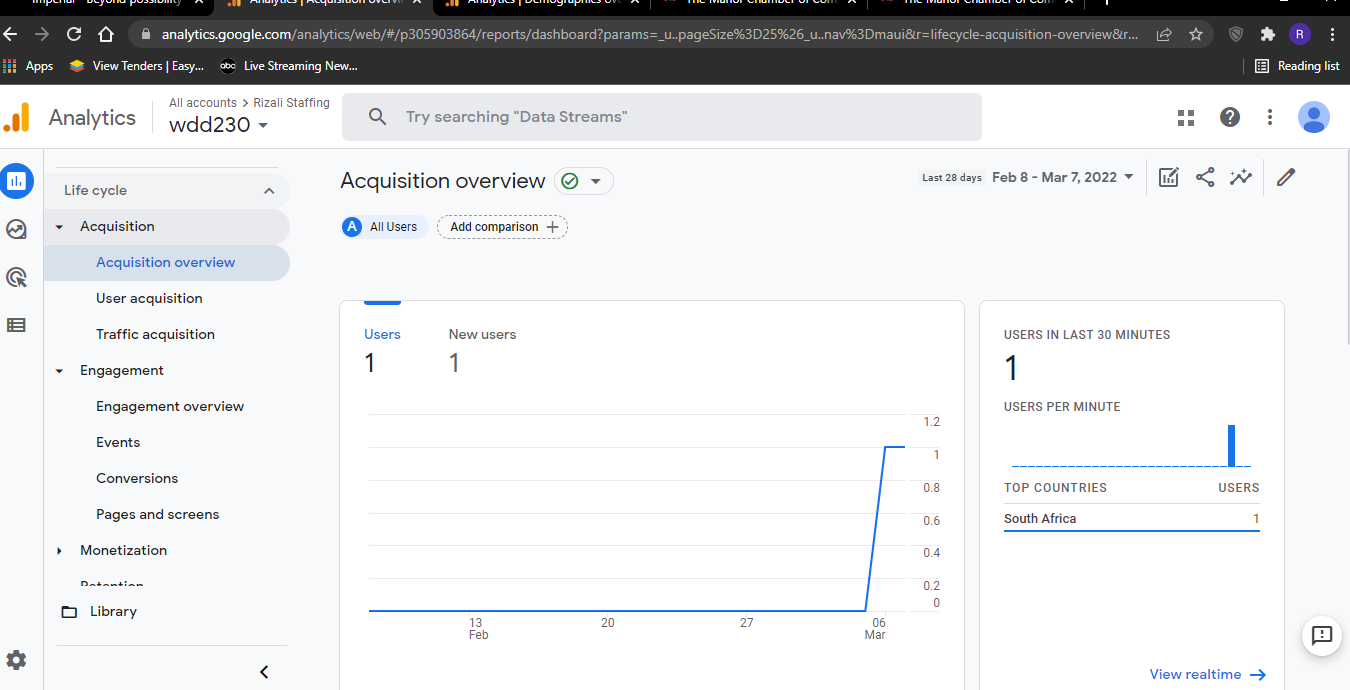 Imperial - Beyond possibility
Analytics | Acquisition overvi
Analytics | Demographics ov
The Manor Chamber of Com
The Manor Chamber of Com
analytics.google.com/analytics/web/#/p305903864/reports/dashboard?params=_u..pageSize%3D25%26_u..nav%3Dmaui&r=lifecycle-acquisition-overview&r...
R
Apps
View Tenders | Easy...
abc
Live Streaming New...
Reading list
Analytics
All accounts > Rizali Staffing
wdd230
Try searching "Data Streams"
Life cycle
Acquisition
Acquisition overview
User acquisition
Traffic acquisition
Engagement
Engagement overview
Events
Conversions
Pages and screens
Monetization
Retention
Library
Acquisition overview
Last 28 days
Feb 8 - Mar 7, 2022
A
All Users
Add comparison +
Users
1
New users
1
1.2
1
0.8
0.6
0.4
0.2
0
13
Feb
20
27
06
Mar
USERS IN LAST 30 MINUTES
1
USERS PER MINUTE
TOP COUNTRIES
USERS
South Africa
1
View realtime